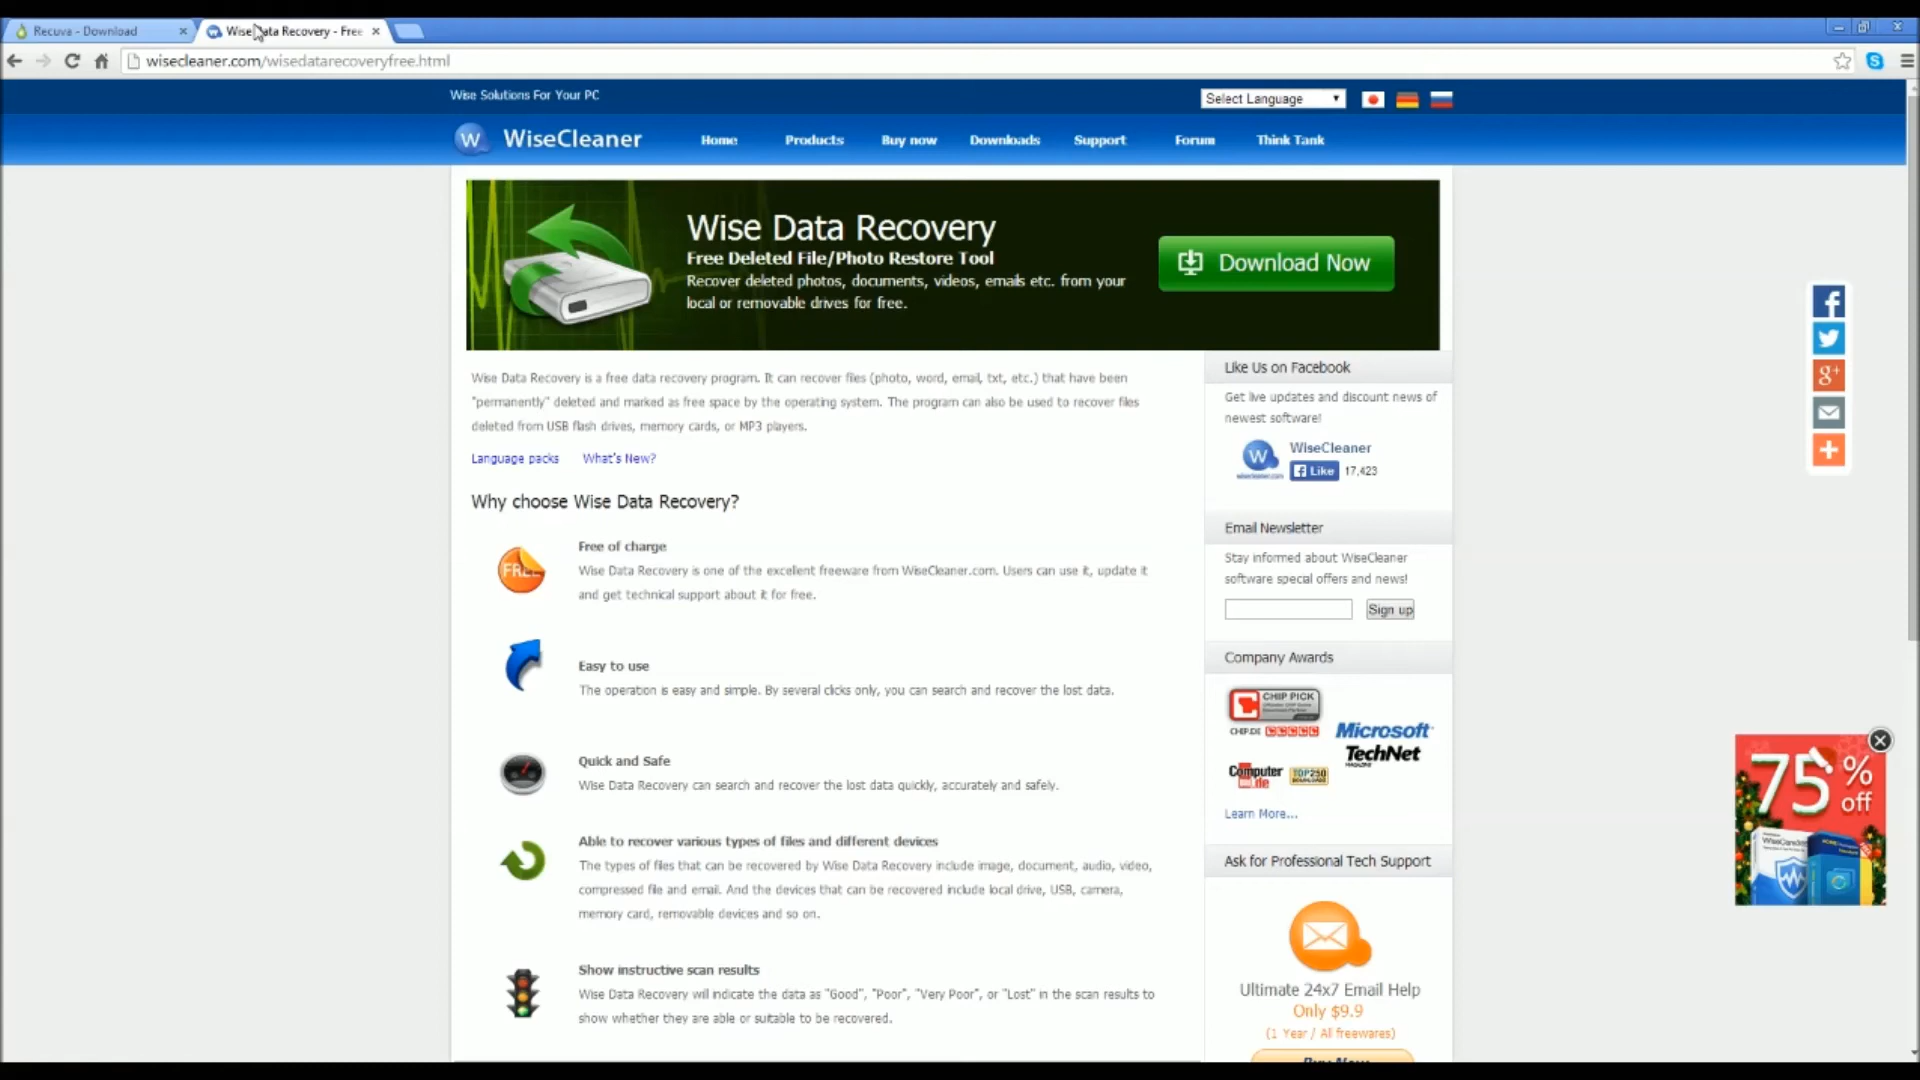 Recuva - Download
Wise Data Recovery - Free
wisecleaner.com/wisedatarecoveryfree.html
Wise Solutions For Your PC
Select Language
W WiseCleaner
Home Products Buy now Downloads Support Forum Think Tank
Wise Data Recovery
Free Deleted File/Photo Restore Tool
Recover deleted photos, documents, videos, emails etc. from your
local or removable drives for free.
Download Now
Wise Data Recovery is a free data recovery program. It can recover files (photo, word, email, txt, etc.) that have been
"permanently" deleted and marked as free space by the operating system. The program can also be used to recover files
deleted from USB flash drives, memory cards, or MP3 players.
Language packs What's New?
Why choose Wise Data Recovery?
FREE
Free of charge
Wise Data Recovery is one of the excellent freeware from WiseCleaner.com. Users can use it, update it
and get technical support about it for free.
Easy to use
The operation is easy and simple. By several clicks only, you can search and recover the lost data.
Quick and Safe
Wise Data Recovery can search and recover the lost data quickly, accurately and safely.
Able to recover various types of files and different devices
The types of files that can be recovered by Wise Data Recovery include image, document, audio, video,
compressed file and email. And the devices that can be recovered include local drive, USB, camera,
memory card, removable devices and so on.
Show instructive scan results
Wise Data Recovery will indicate the data as "Good", "Poor", "Very Poor", or "Lost" in the scan results to
show whether they are able or suitable to be recovered.
Like Us on Facebook
Get live updates and discount news of
newest software!
W
WiseCleaner
Like 17,423
Email Newsletter
Stay informed about WiseCleaner
software special offers and news!
Sign up
Company Awards
CHIP PICK
CHIP.DE
Microsoft
TechNet
Computer
.de
TOP250
Learn More...
Ask for Professional Tech Support
Ultimate 24x7 Email Help
Only $9.9
(1 Year / All freewares)
Buy Now
75% off